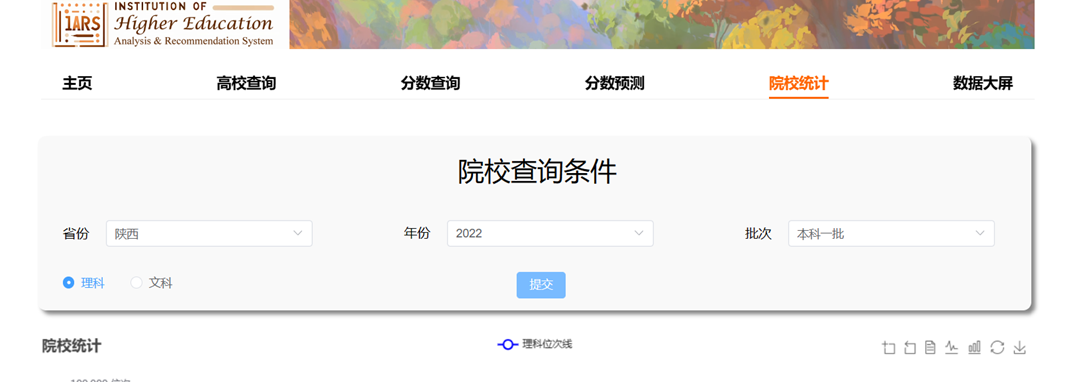 INSTITUTION OF
IARS
Higher Education
Analysis & Recommendation System
主页 高校查询 分数查询 分数预测 院校统计 数据大屏
院校查询条件
省份 陕西 年份 2022 批次 本科一批
理科 文科 提交
院校统计 理科位次线